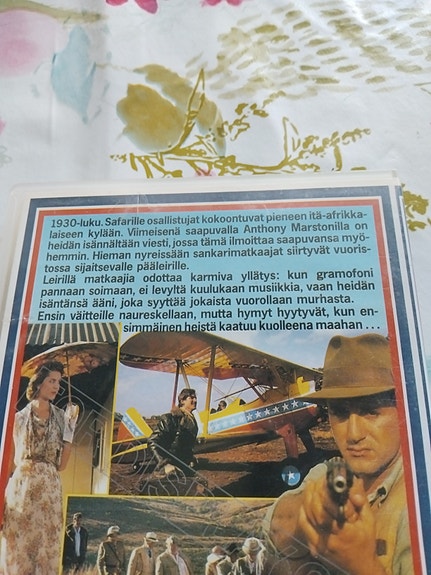 1930-luku. Safarille osallistujat kokoontuvat pieneen itä-afrikka-
laiseen kylään. Viimeisenä saapuvalla Anthony Marstonilla on
heidän isännältään viesti, jossa tämä ilmoittaa saapuvansa myö-
hemmin. Hieman nyreissään sankarimatkaajat siirtyvät vuoris-
tossa sijaitsevalle pääleirille.
Leirillä matkaajia odottaa karmiva yllätys: kun gramofoni
pannaan soimaan, ei levyltä kuulukaan musiikkia, vaan heidän
isäntänsä ääni, joka syyttää jokaista vuorollaan murhasta.
Ensin väitteille naureskellaan, mutta hymyt hyytyvät, kun en-
simmäinen heistä kaatuu kuolleena maahan ...